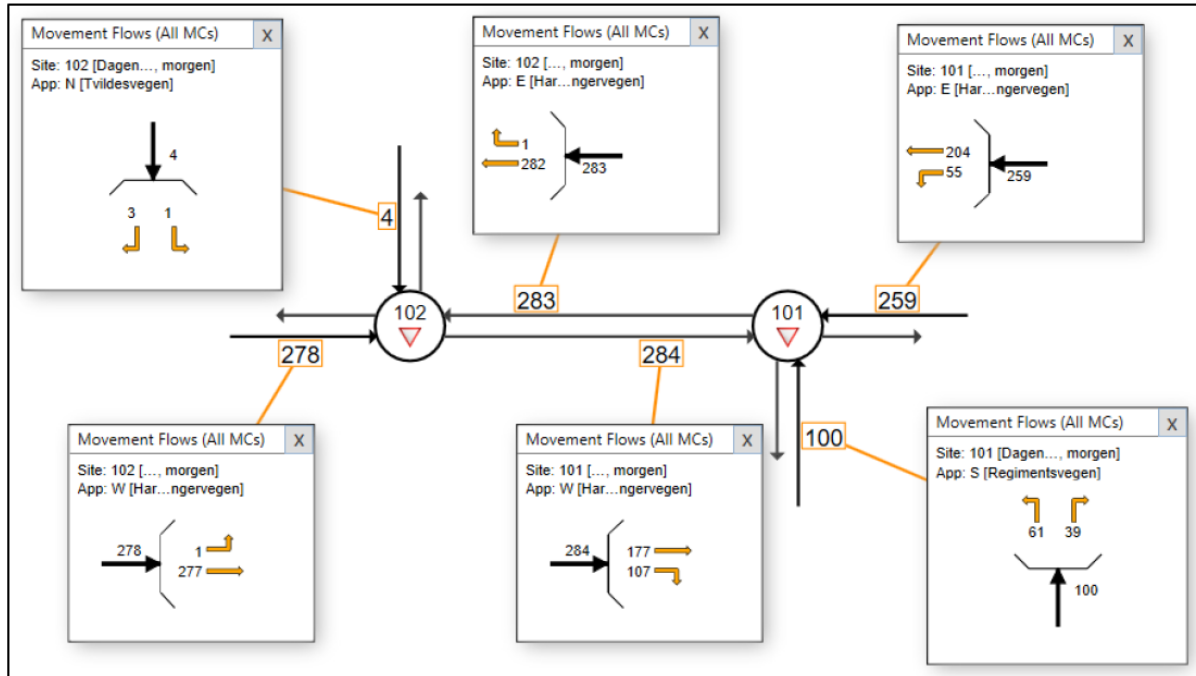 Movement Flows (All MCs) X
Site: 102 [Dagen..., morgen]
App: N [Tvildesvegen]
4
3 1
Movement Flows (All MCs) X
Site: 102 [..., morgen]
App: E [Har...ngervegen]
1
282
283
Movement Flows (All MCs) X
Site: 101 [..., morgen]
App: E [Har...ngervegen]
204
55
259
4
283
259
102
101
278
284
100
Movement Flows (All MCs) X
Site: 102 [..., morgen]
App: W [Har...ngervegen]
278
1
277
Movement Flows (All MCs) X
Site: 101 [..., morgen]
App: W [Har...ngervegen]
284
177
107
Movement Flows (All MCs) X
Site: 101 [Dagen..., morgen]
App: S [Regimentsvegen]
61 39
100